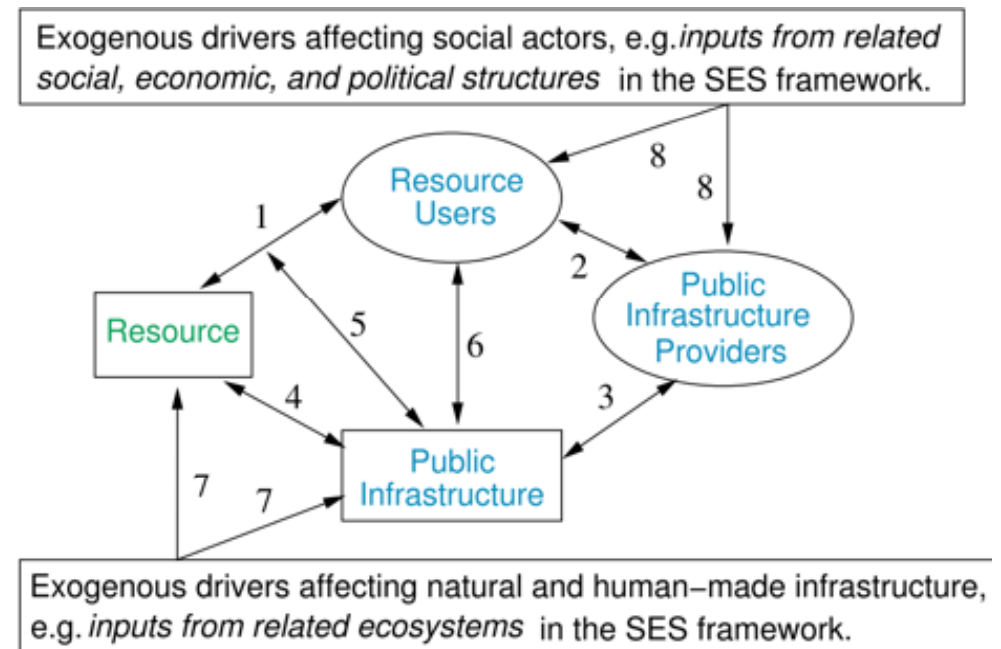 Exogenous drivers affecting social actors, e.g.inputs from related
social, economic, and political structures in the SES framework.
8
Resource
Users
8
1
2
Public
Infrastructure
Providers
Resource
5
6
4
3
Public
Infrastructure
7
7
Exogenous drivers affecting natural and human−made infrastructure,
e.g. inputs from related ecosystems in the SES framework.